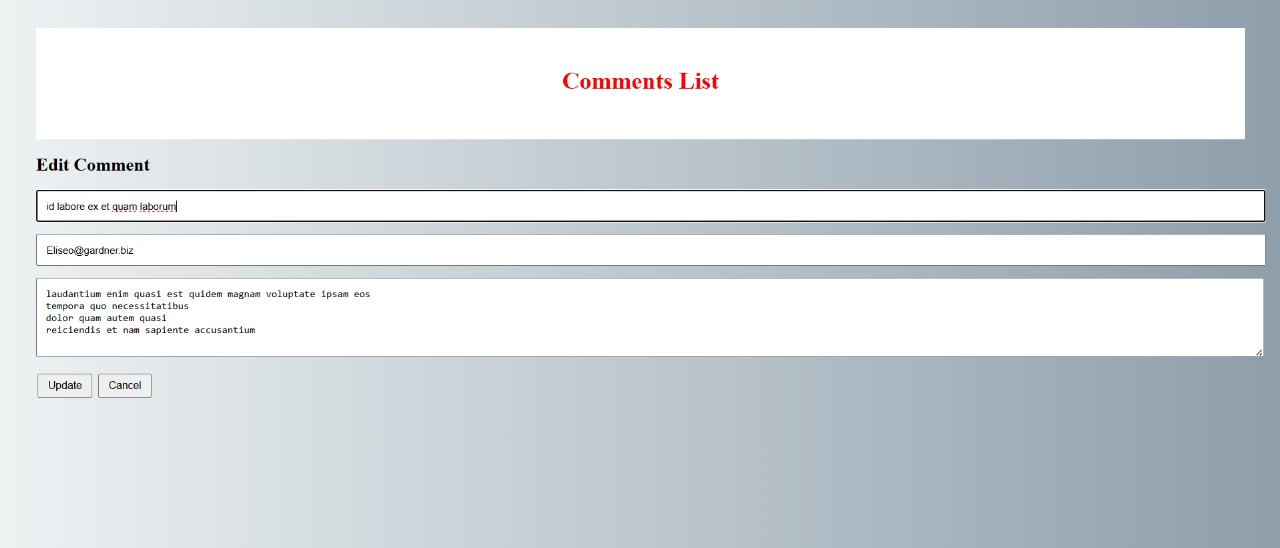 Comments List
Edit Comment
id labore ex et quam laborum
Eliseo@gardner.biz
laudantium enim quasi est quidem magnam voluptate ipsam eos
tempora quo necessitatibus
dolor quam autem quasi
reiciendis et nam sapiente accusantium
Update Cancel